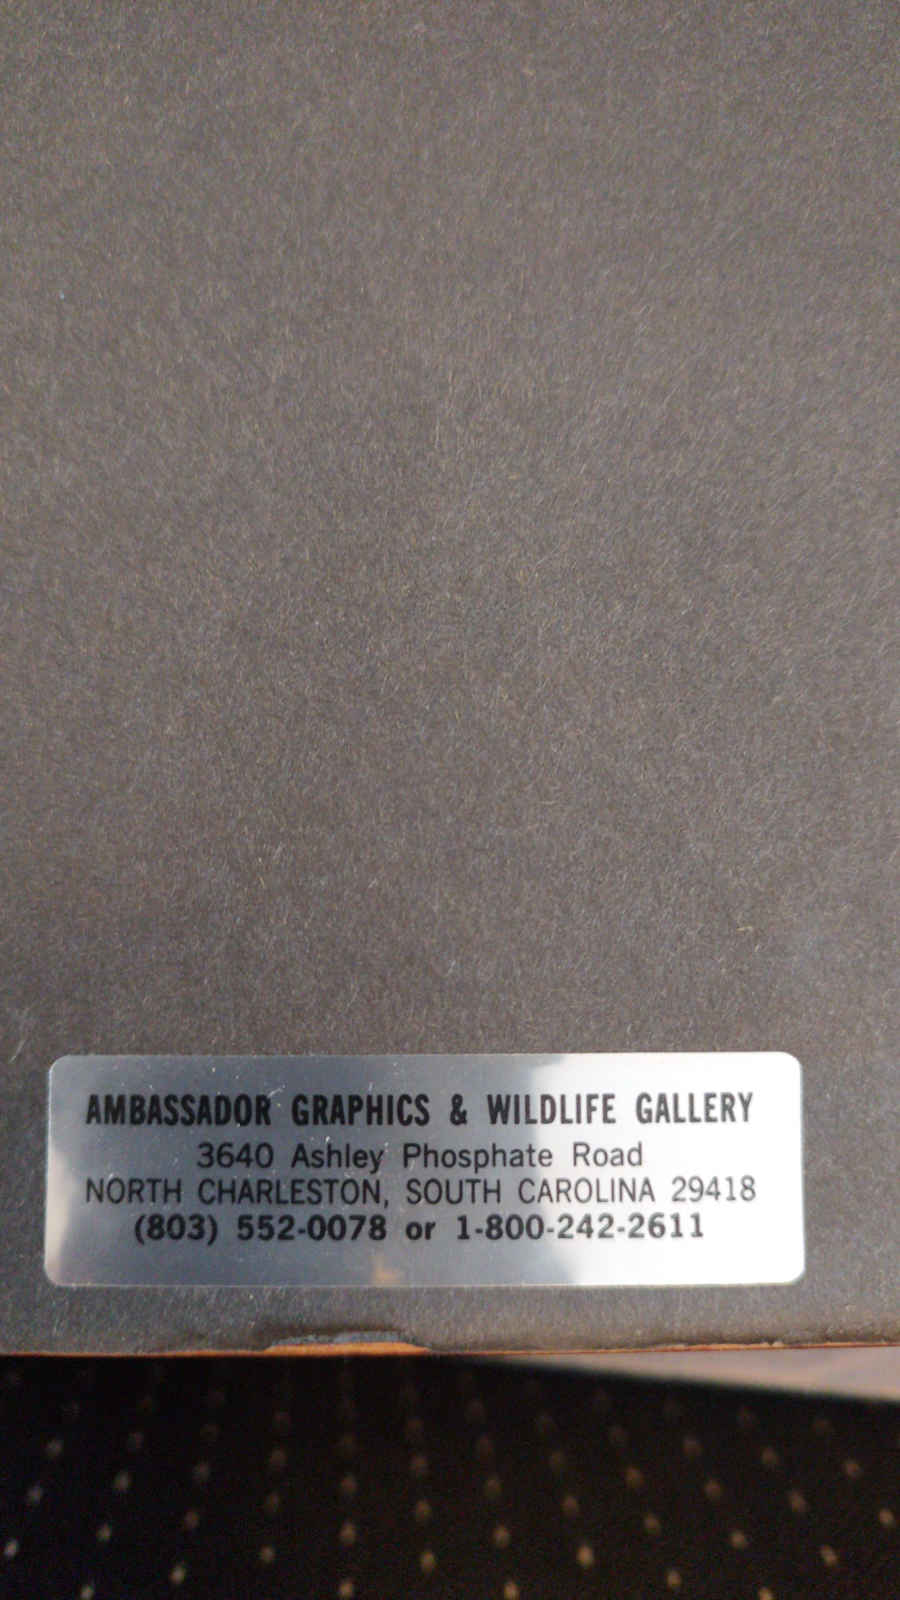 AMBASSADOR GRAPHICS & WILDLIFE GALLERY
3640 Ashley Phosphate Road
NORTH CHARLESTON, SOUTH CAROLINA 29418
(803) 552-0078 or 1-800-242-2611